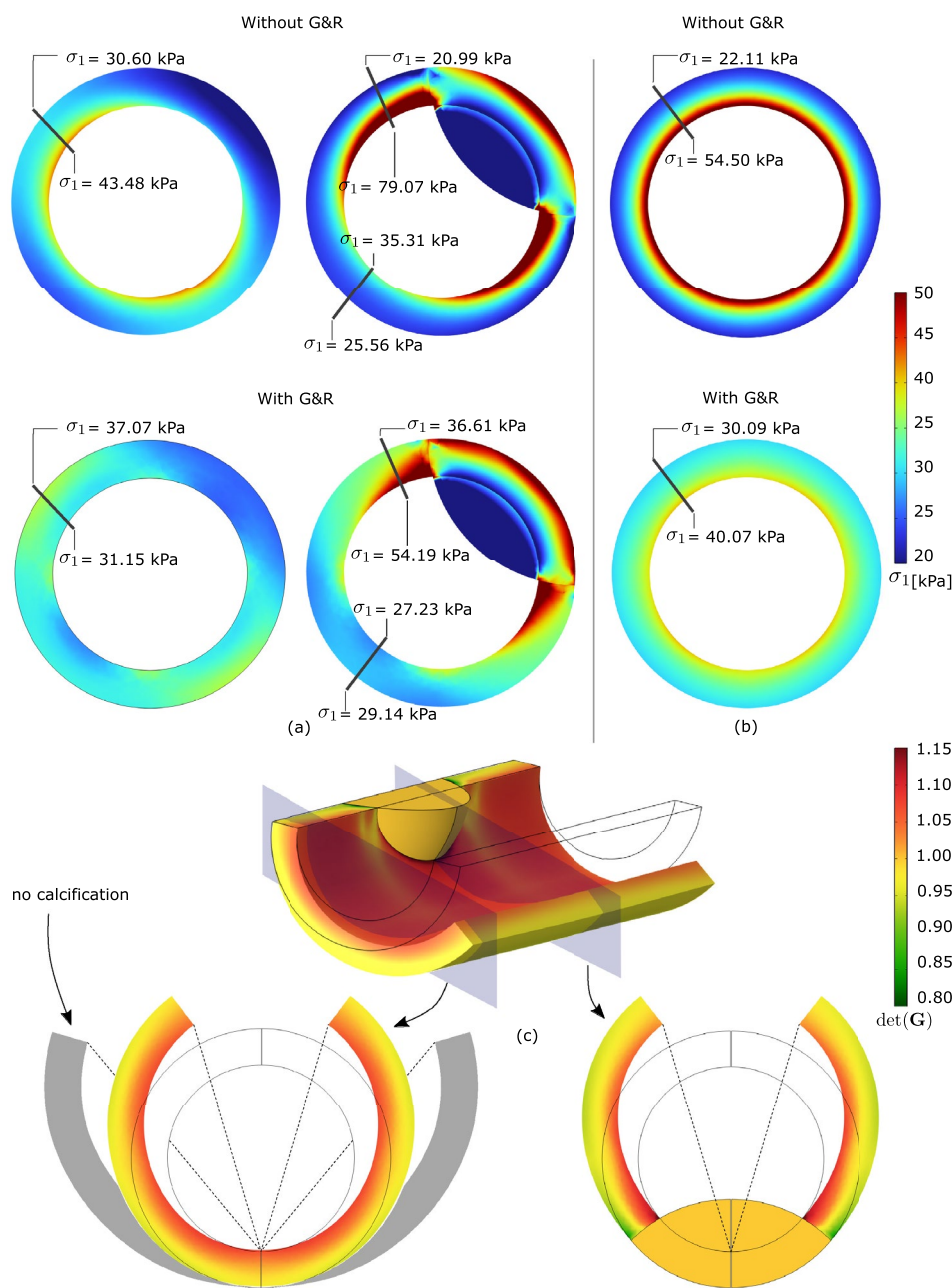 Without G&R
Without G&R
σ1= 30.60 kPa
σ1= 20.99 kPa
σ1= 22.11 kPa
σ1= 43.48 kPa
σ1= 79.07 kPa
σ1= 54.50 kPa
σ1= 35.31 kPa
σ1= 25.56 kPa
50
45
40
35
30
25
20
σ1[kPa]
With G&R
With G&R
σ1= 37.07 kPa
σ1= 36.61 kPa
σ1= 30.09 kPa
σ1= 31.15 kPa
σ1= 54.19 kPa
σ1= 40.07 kPa
σ1= 27.23 kPa
σ1= 29.14 kPa
(a)
(b)
1.15
1.10
1.05
1.00
0.95
0.90
0.85
0.80
det(G)
no calcification
(c)